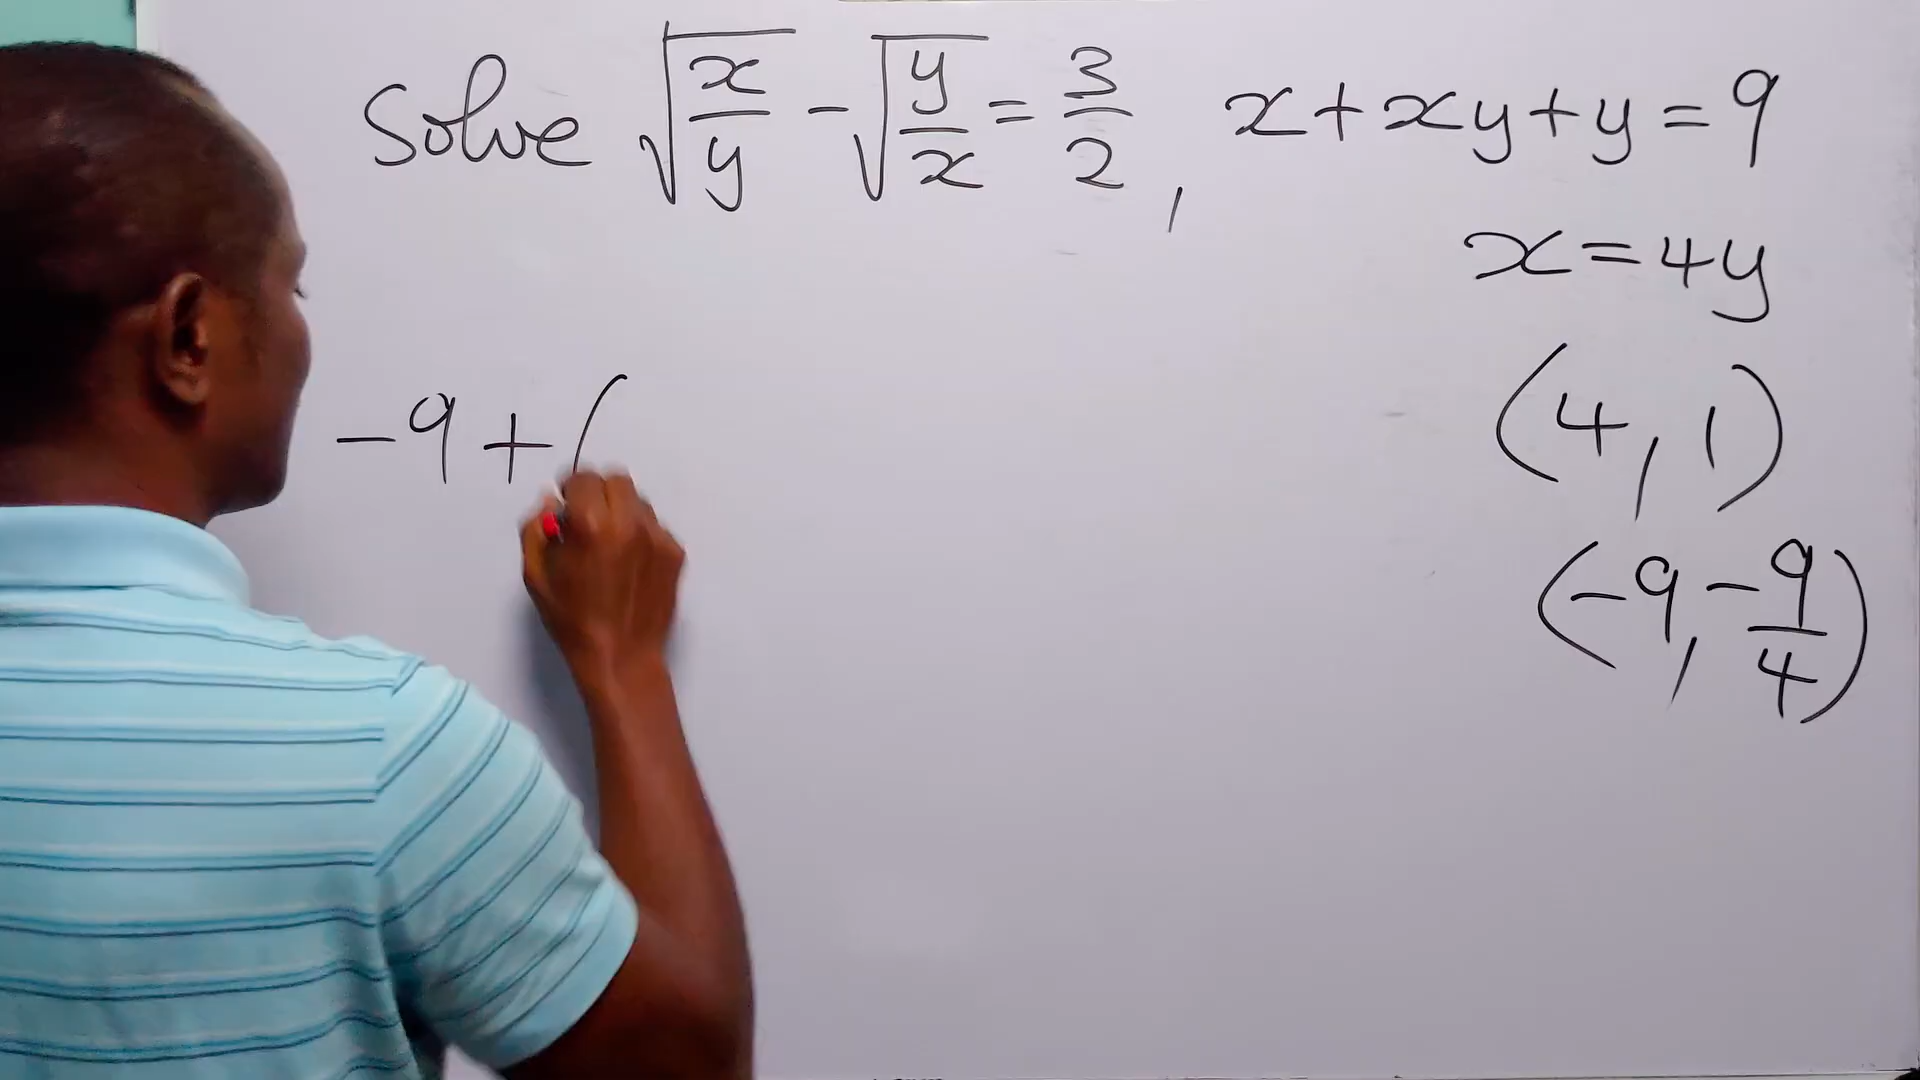 Solve √(x/y) - √(y/x) = 3/2, x+xy+y=9
x=4y
(4, 1)
-9+(
(-9, -9/4)